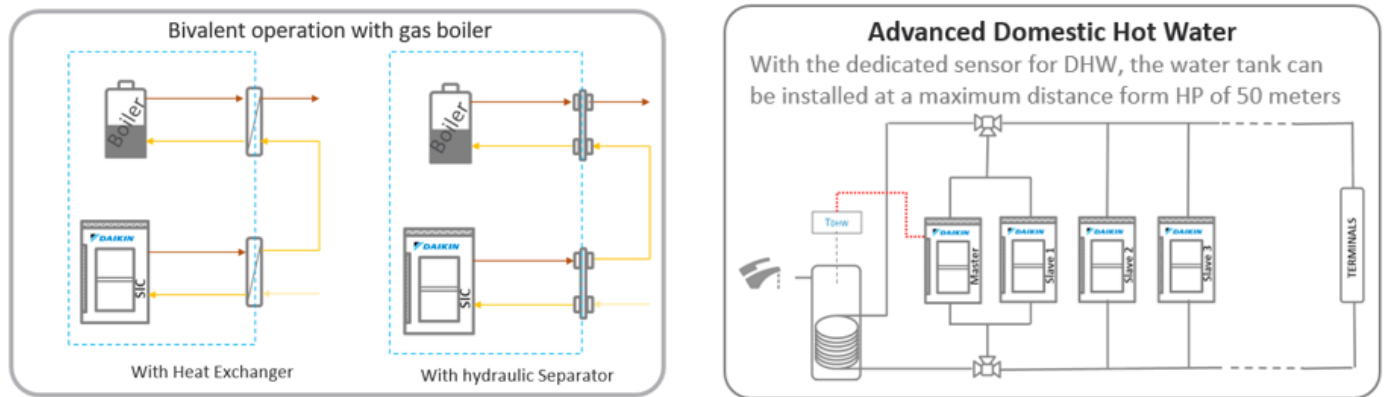 Bivalent operation with gas boiler
Boiler
Boiler
DAIKIN
SIC
DAIKIN
SIC
With Heat Exchanger
With hydraulic Separator
Advanced Domestic Hot Water
With the dedicated sensor for DHW, the water tank can
be installed at a maximum distance form HP of 50 meters
TDHW
DAIKIN
Master
DAIKIN
Slave 1
DAIKIN
Slave 2
DAIKIN
Slave 3
TERMINALS